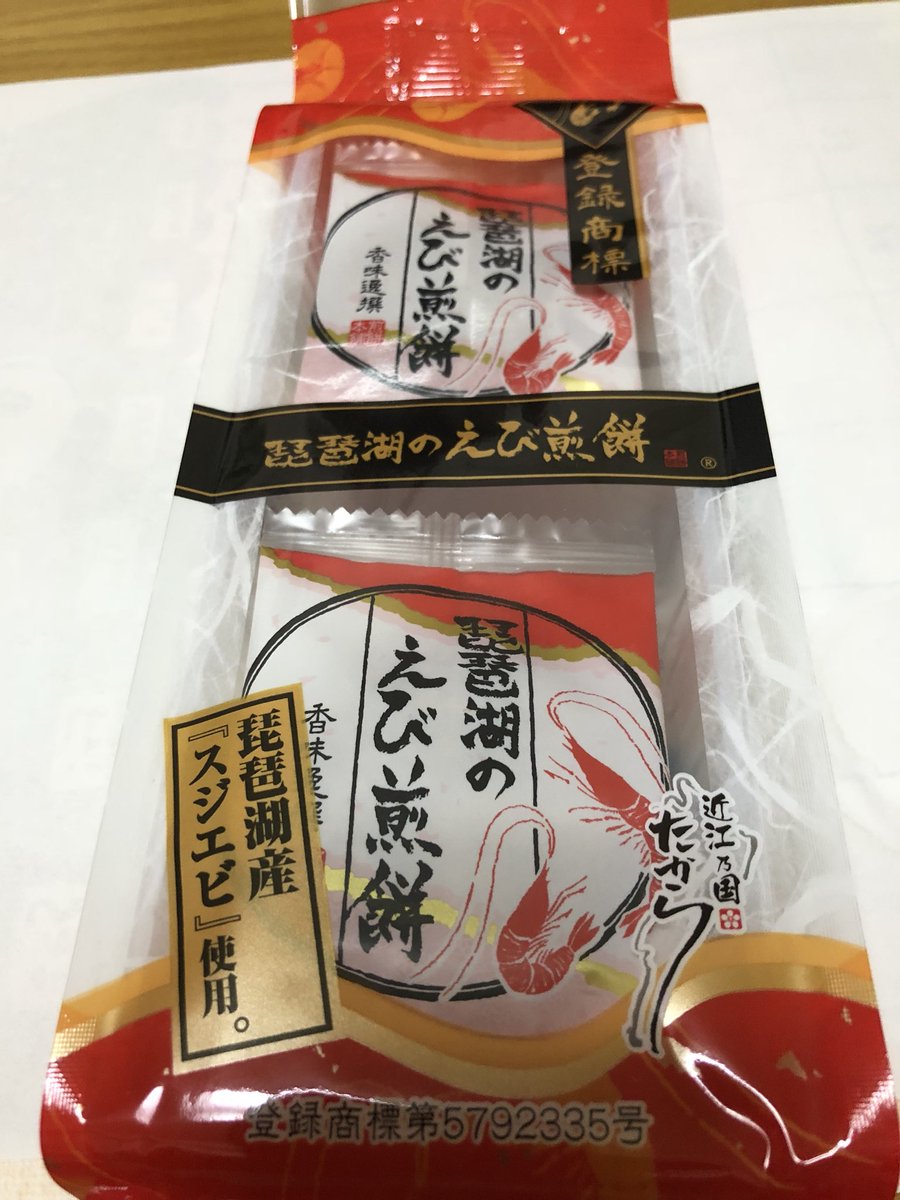 登録商標
琵琶湖の
えび煎餅
香味選撰
琵琶湖のえび煎餅
®
琵琶湖の
えび煎餅
香味
琵琶湖産
『スジエビ』使用。
近江乃国
たから
登録商標第5792335号